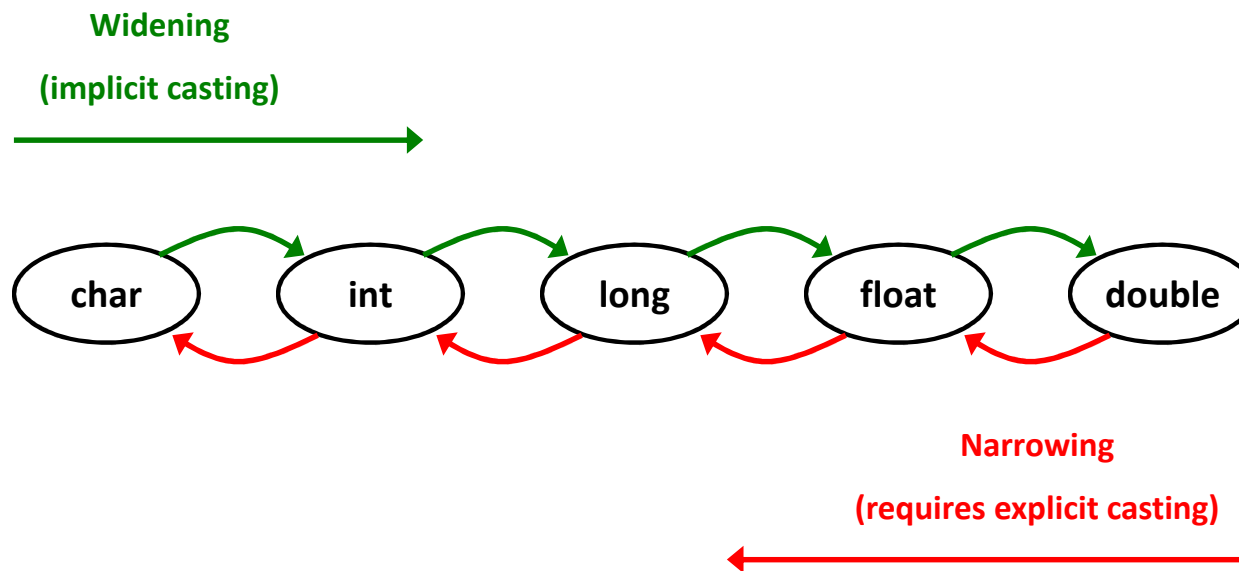 Widening
(implicit casting)
char int long float double
Narrowing
(requires explicit casting)